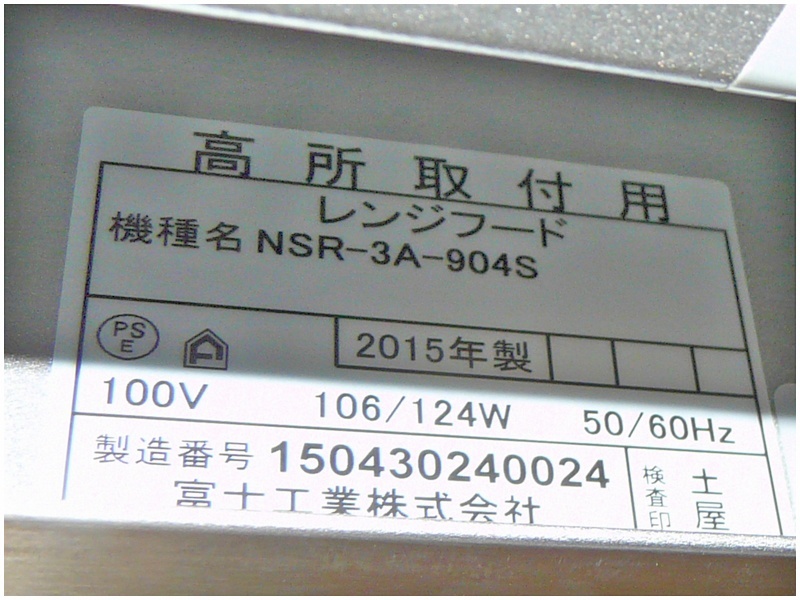 高所取付用
レンジフード
機種名 NSR-3A-904S
PS E
2015年製
100V 106/124W 50/60Hz
製造番号 150430240024
富士工業株式会社
検査印 土屋